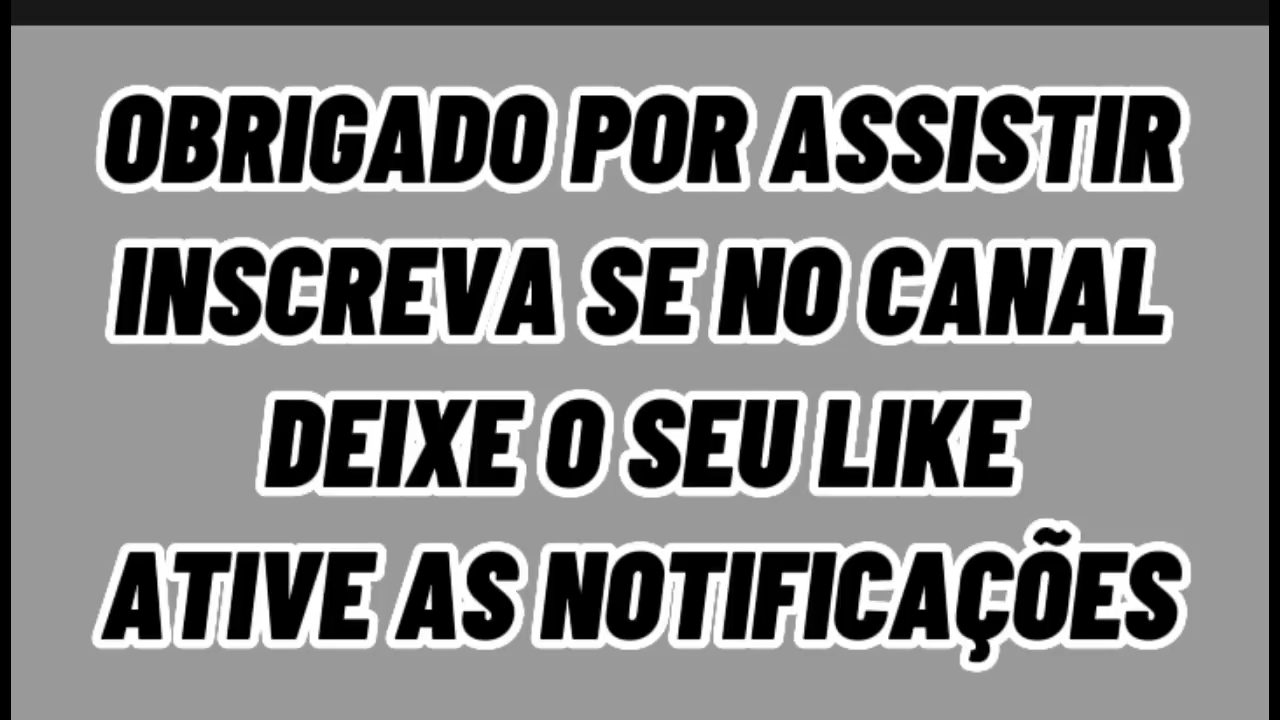 OBRIGADO POR ASSISTIR
INSCREVA SE NO CANAL
DEIXE O SEU LIKE
ATIVE AS NOTIFICAÇÕES